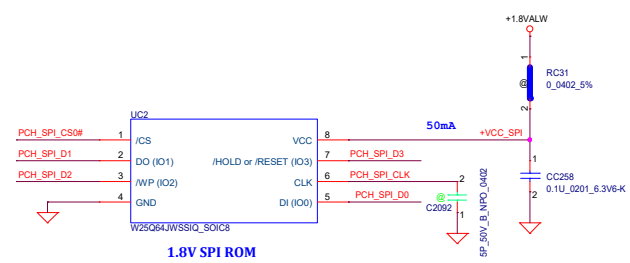 +1.8VALW
1
RC31
@
0_0402_5%
2
UC2
50mA
+VCC_SPI
PCH_SPI_CS0#
1
/CS
VCC
8
PCH_SPI_D1
2
DO (IO1)
/HOLD or /RESET (IO3)
7
PCH_SPI_D3
PCH_SPI_D2
3
/WP (IO2)
CLK
6
PCH_SPI_CLK
2
4
GND
DI (IO0)
5
PCH_SPI_D0
@
C2092
1
5P_50V_B_NPO_0402
1
CC258
2
0.1U_0201_6.3V6-K
W25Q64JWSSIQ_SOIC8
1.8V SPI ROM